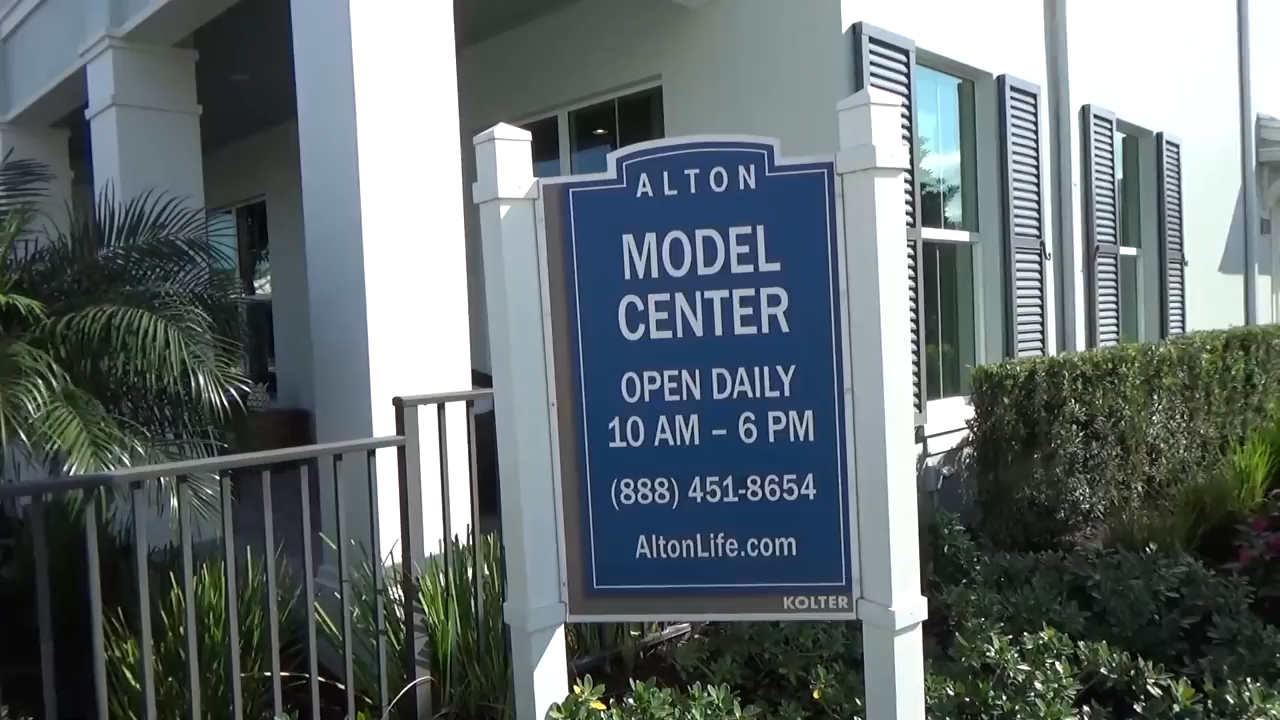 ALTON
MODEL
CENTER
OPEN DAILY
10 AM – 6 PM
(888) 451-8654
AltonLife.com
KOLTER